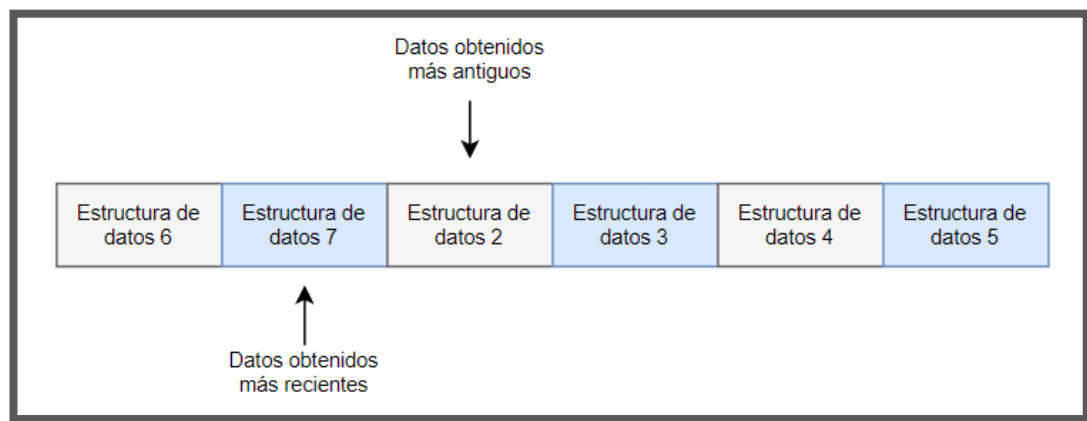 Datos obtenidos
más antiguos
Estructura de
datos 6
Estructura de
datos 7
Estructura de
datos 2
Estructura de
datos 3
Estructura de
datos 4
Estructura de
datos 5
Datos obtenidos
más recientes